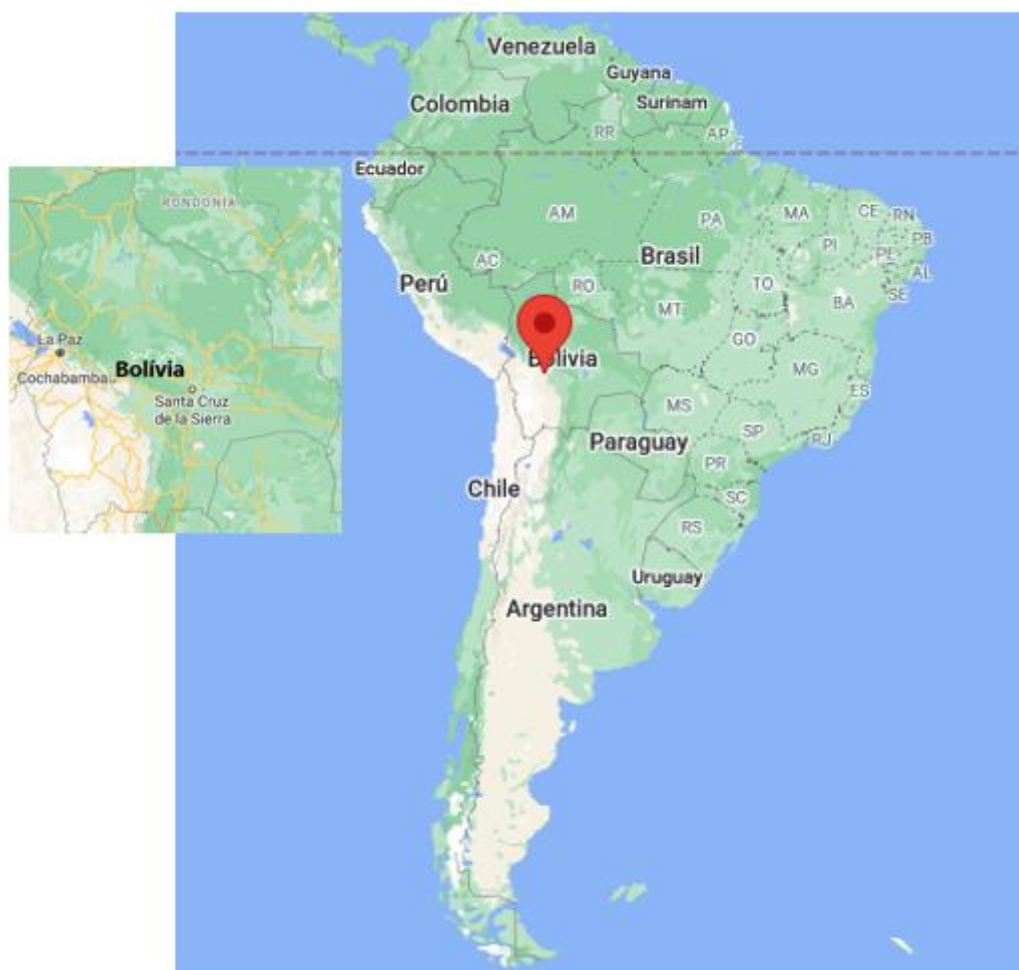 Venezuela
Guyana
Colombia
Surinam
RR
AP
Ecuador
AM
PA
MA
CE
RN
PB
PI
PE
AL
SE
AC
Brasil
TO
BA
Perú
RO
MT
GO
Bolivia
MG
ES
MS
SP
RJ
Paraguay
PR
SC
Chile
RS
Uruguay
Argentina
RONDONIA
La Paz
Bolívia
Cochabamba
Santa Cruz
de la Sierra